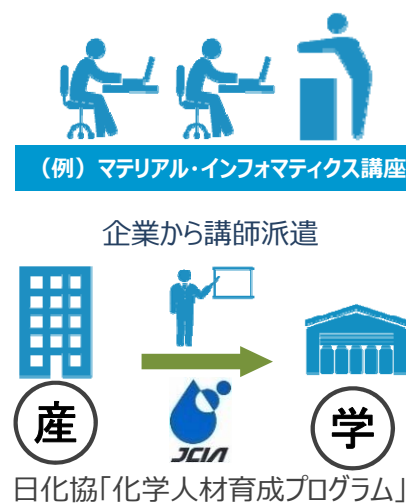 （例）マテリアル・インフォマティクス講座
企業から講師派遣
産
学
JCIA
日化協「化学人材育成プログラム」